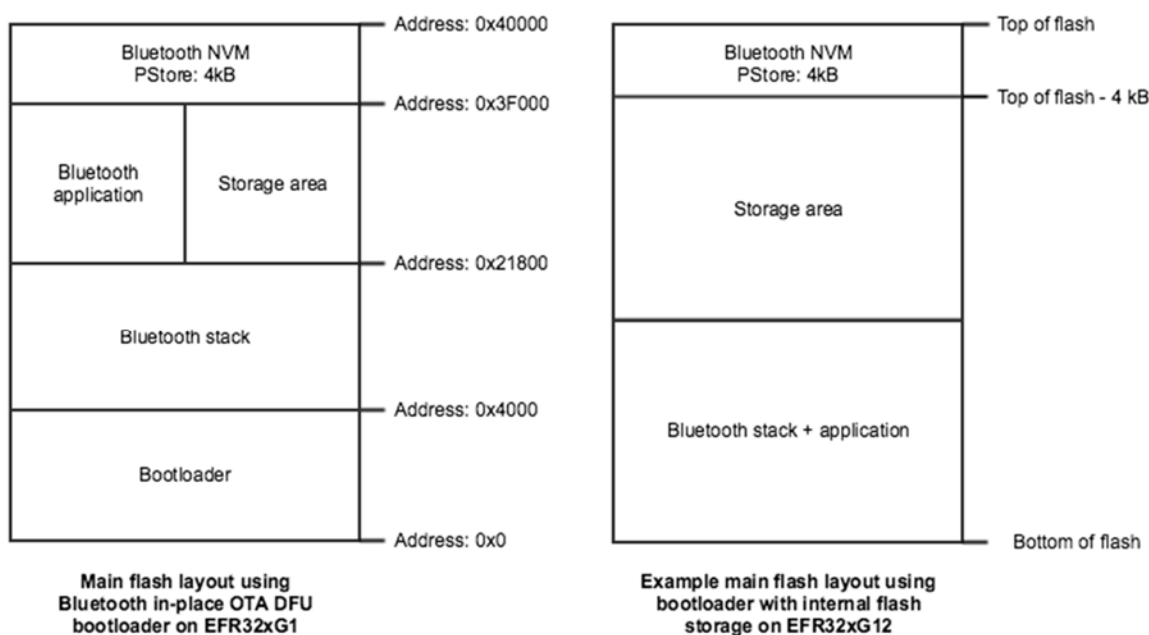 Bluetooth NVM
PStore: 4kB
Bluetooth
application
Storage area
Bluetooth stack
Bootloader
Address: 0x40000
Address: 0x3F000
Address: 0x21800
Address: 0x4000
Address: 0x0
Main flash layout using
Bluetooth in-place OTA DFU
bootloader on EFR32xG1
Bluetooth NVM
PStore: 4kB
Storage area
Bluetooth stack + application
Top of flash
Top of flash - 4 kB
Bottom of flash
Example main flash layout using
bootloader with internal flash
storage on EFR32xG12